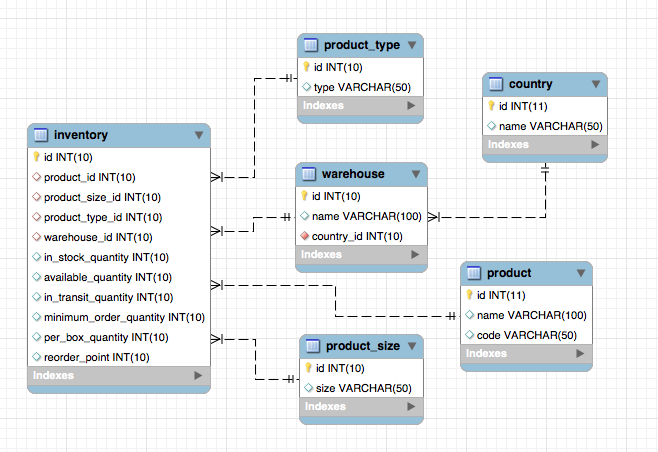 product_type
id INT(10)
type VARCHAR(50)
Indexes
country
id INT(11)
name VARCHAR(50)
Indexes
inventory
id INT(10)
product_id INT(10)
product_size_id INT(10)
product_type_id INT(10)
warehouse_id INT(10)
in_stock_quantity INT(10)
available_quantity INT(10)
in_transit_quantity INT(10)
minimum_order_quantity INT(10)
per_box_quantity INT(10)
reorder_point INT(10)
Indexes
warehouse
id INT(10)
name VARCHAR(100)
country_id INT(10)
Indexes
product
id INT(11)
name VARCHAR(100)
code VARCHAR(50)
Indexes
product_size
id INT(10)
size VARCHAR(50)
Indexes